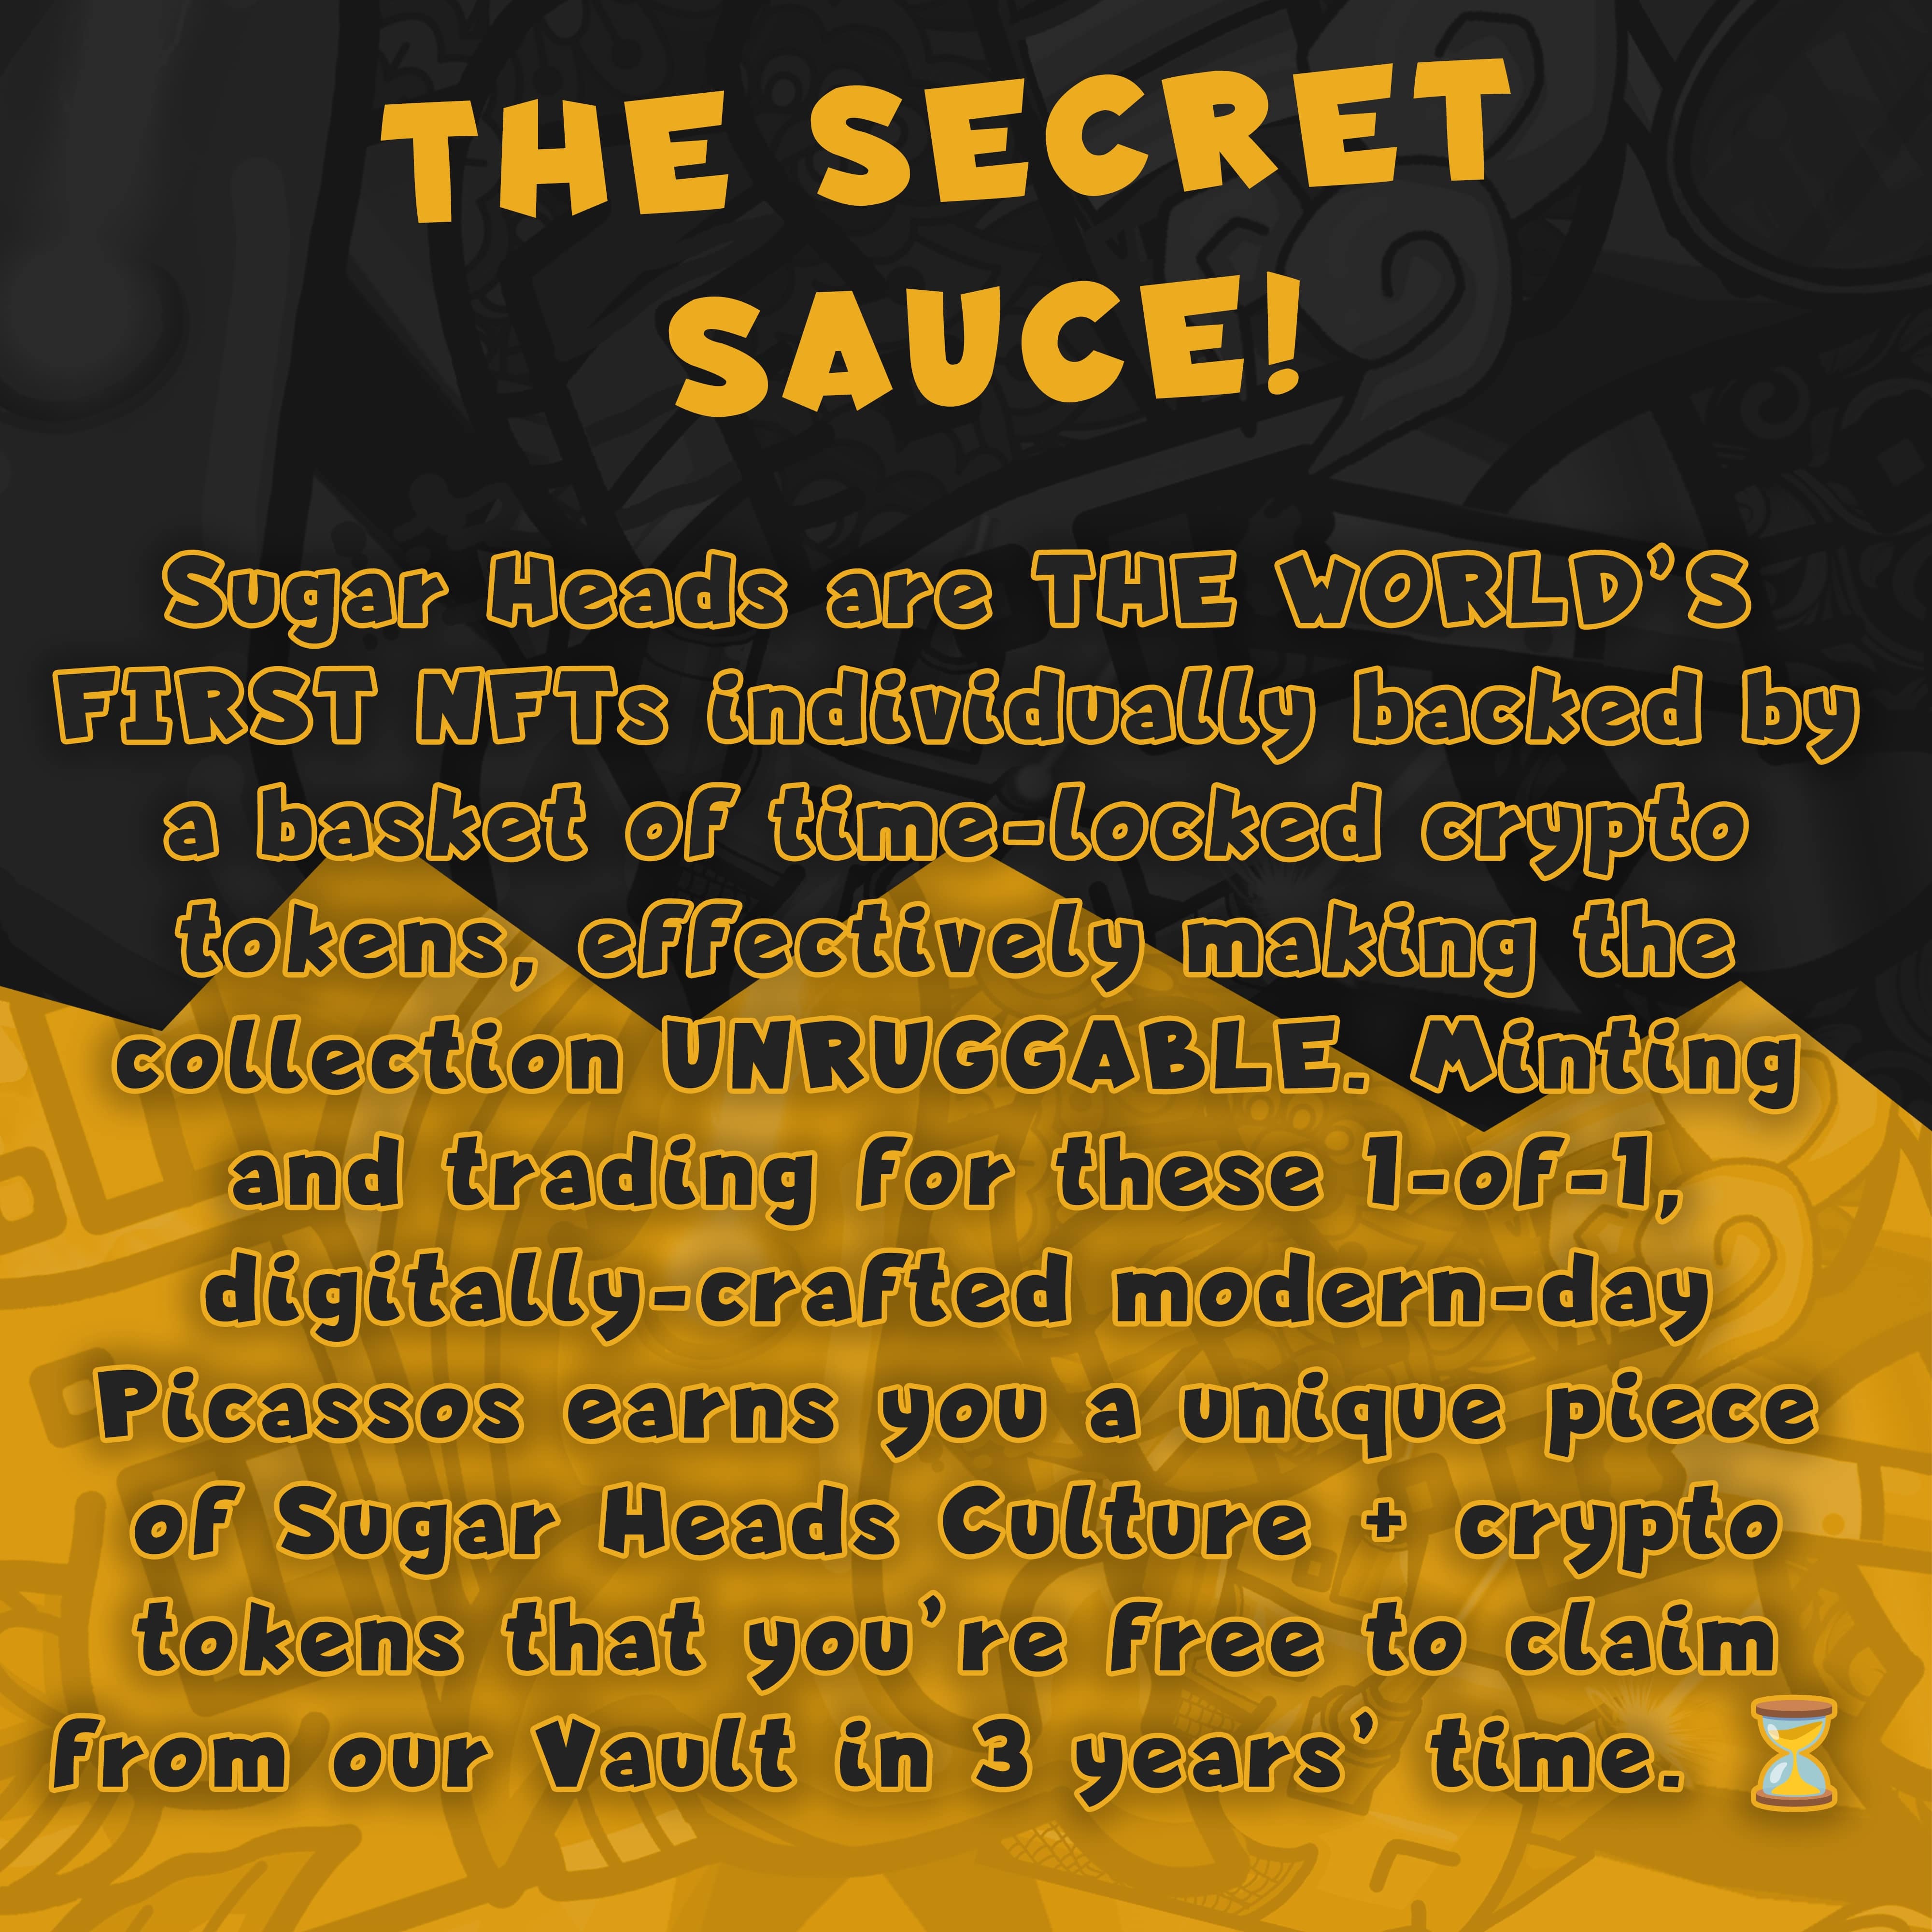 THE SECRET
SAUCE!
Sugar Heads are THE WORLD'S
FIRST NFTs individually backed by
a basket of time-locked crypto
tokens, effectively making the
collection UNRUGGABLE. Minting
and trading for these 1-of-1,
digitally-crafted modern-day
Picassos earns you a unique piece
of Sugar Heads Culture + crypto
tokens that you're free to claim
from our Vault in 3 years' time. ⏳